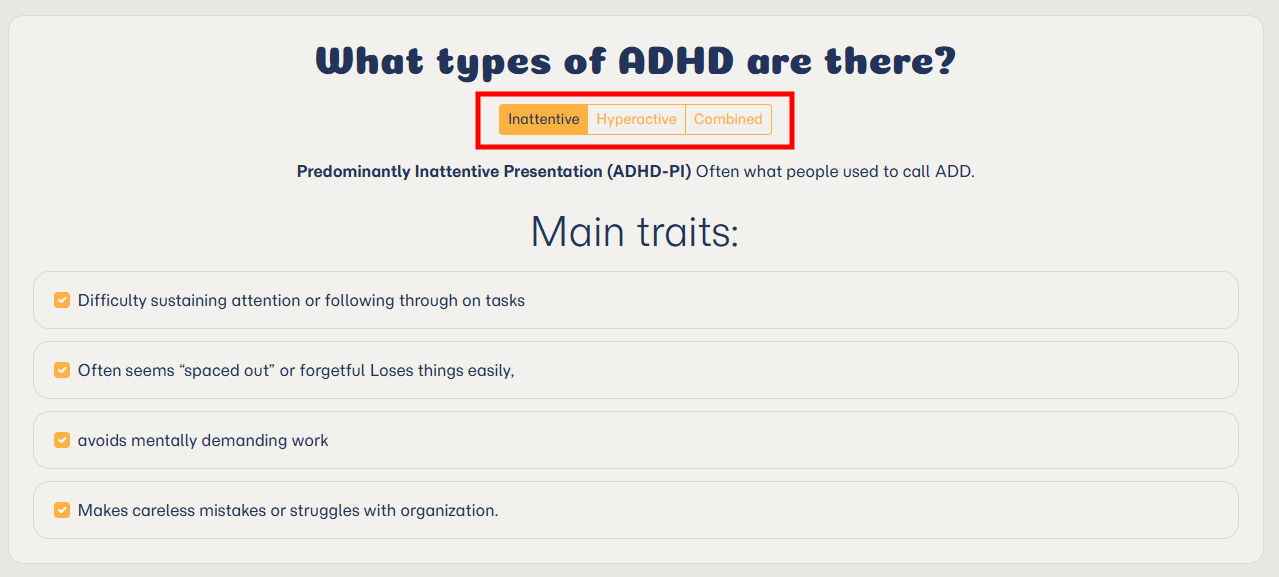 What types of ADHD are there?
Inattentive Hyperactive Combined
Predominantly Inattentive Presentation (ADHD-PI) Often what people used to call ADD.
Main traits:
Difficulty sustaining attention or following through on tasks
Often seems “spaced out” or forgetful Loses things easily,
avoids mentally demanding work
Makes careless mistakes or struggles with organization.